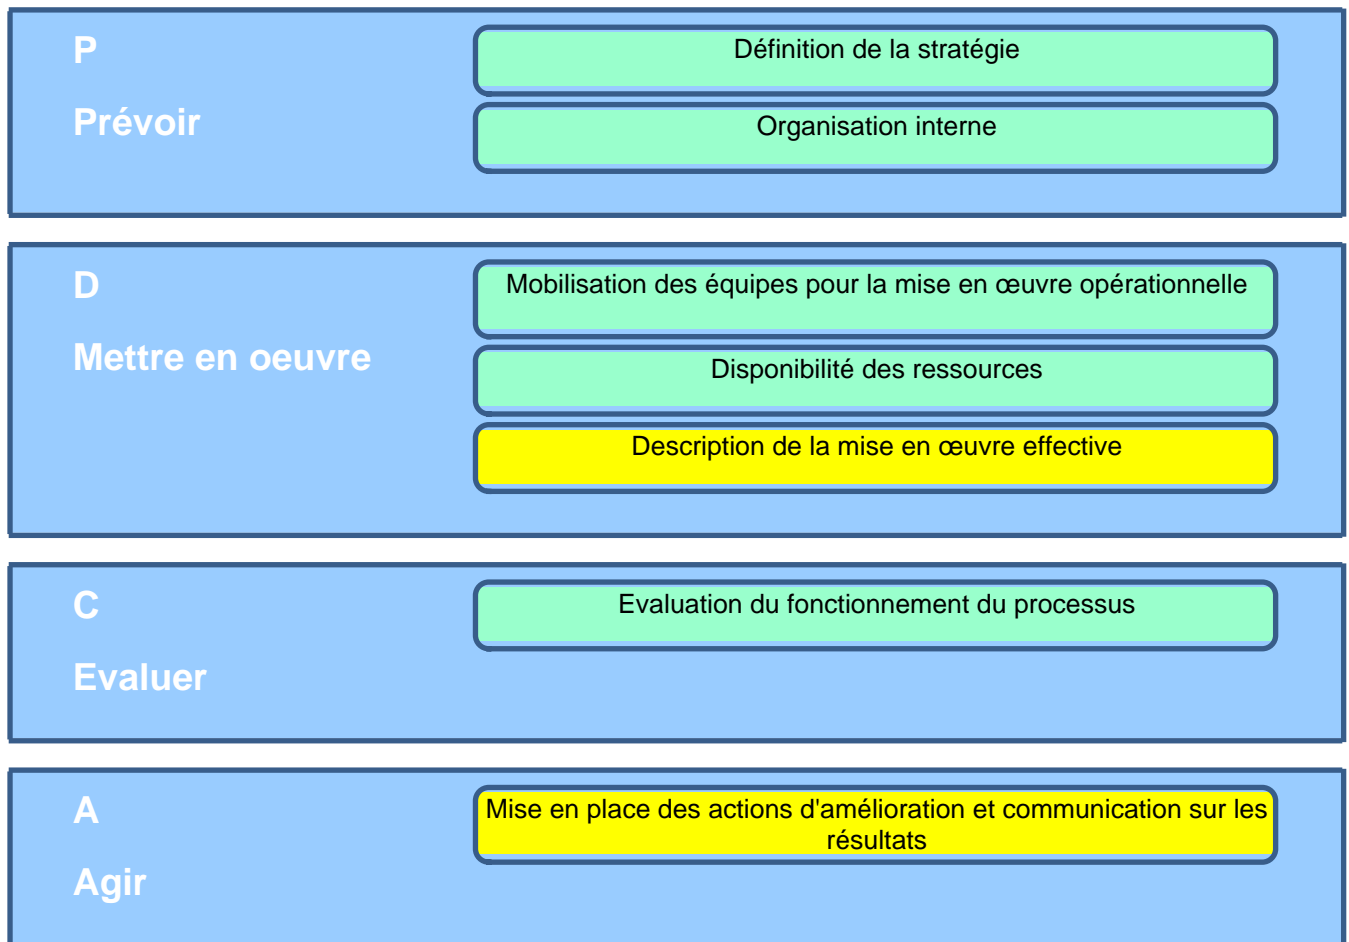 P
Prévoir
Définition de la stratégie
Organisation interne
D
Mettre en oeuvre
Mobilisation des équipes pour la mise en œuvre opérationnelle
Disponibilité des ressources
Description de la mise en œuvre effective
C
Evaluer
Evaluation du fonctionnement du processus
A
Agir
Mise en place des actions d'amélioration et communication sur les
résultats